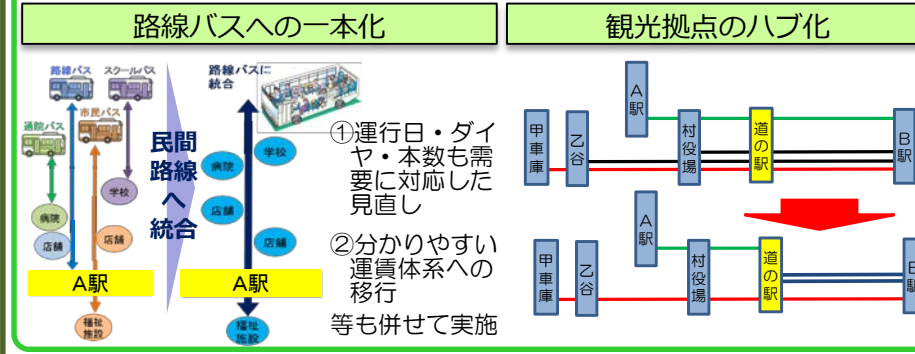 路線バスへの一本化
路線バス
スクールバス
市民バス
通院バス
学校
病院
店舗
店舗
A駅
福祉
施設
民間
路線
へ
統合
路線バスに
統合
学校
病院
店舗
店舗
A駅
福祉
施設
①運行日・ダイ
ヤ・本数も需
要に対応した
見直し
②分かりやすい
運賃体系への
移行
等も併せて実施
観光拠点のハブ化
A駅
甲車庫
乙谷
村役場
道の駅
B駅
A駅
甲車庫
乙谷
村役場
道の駅
B駅